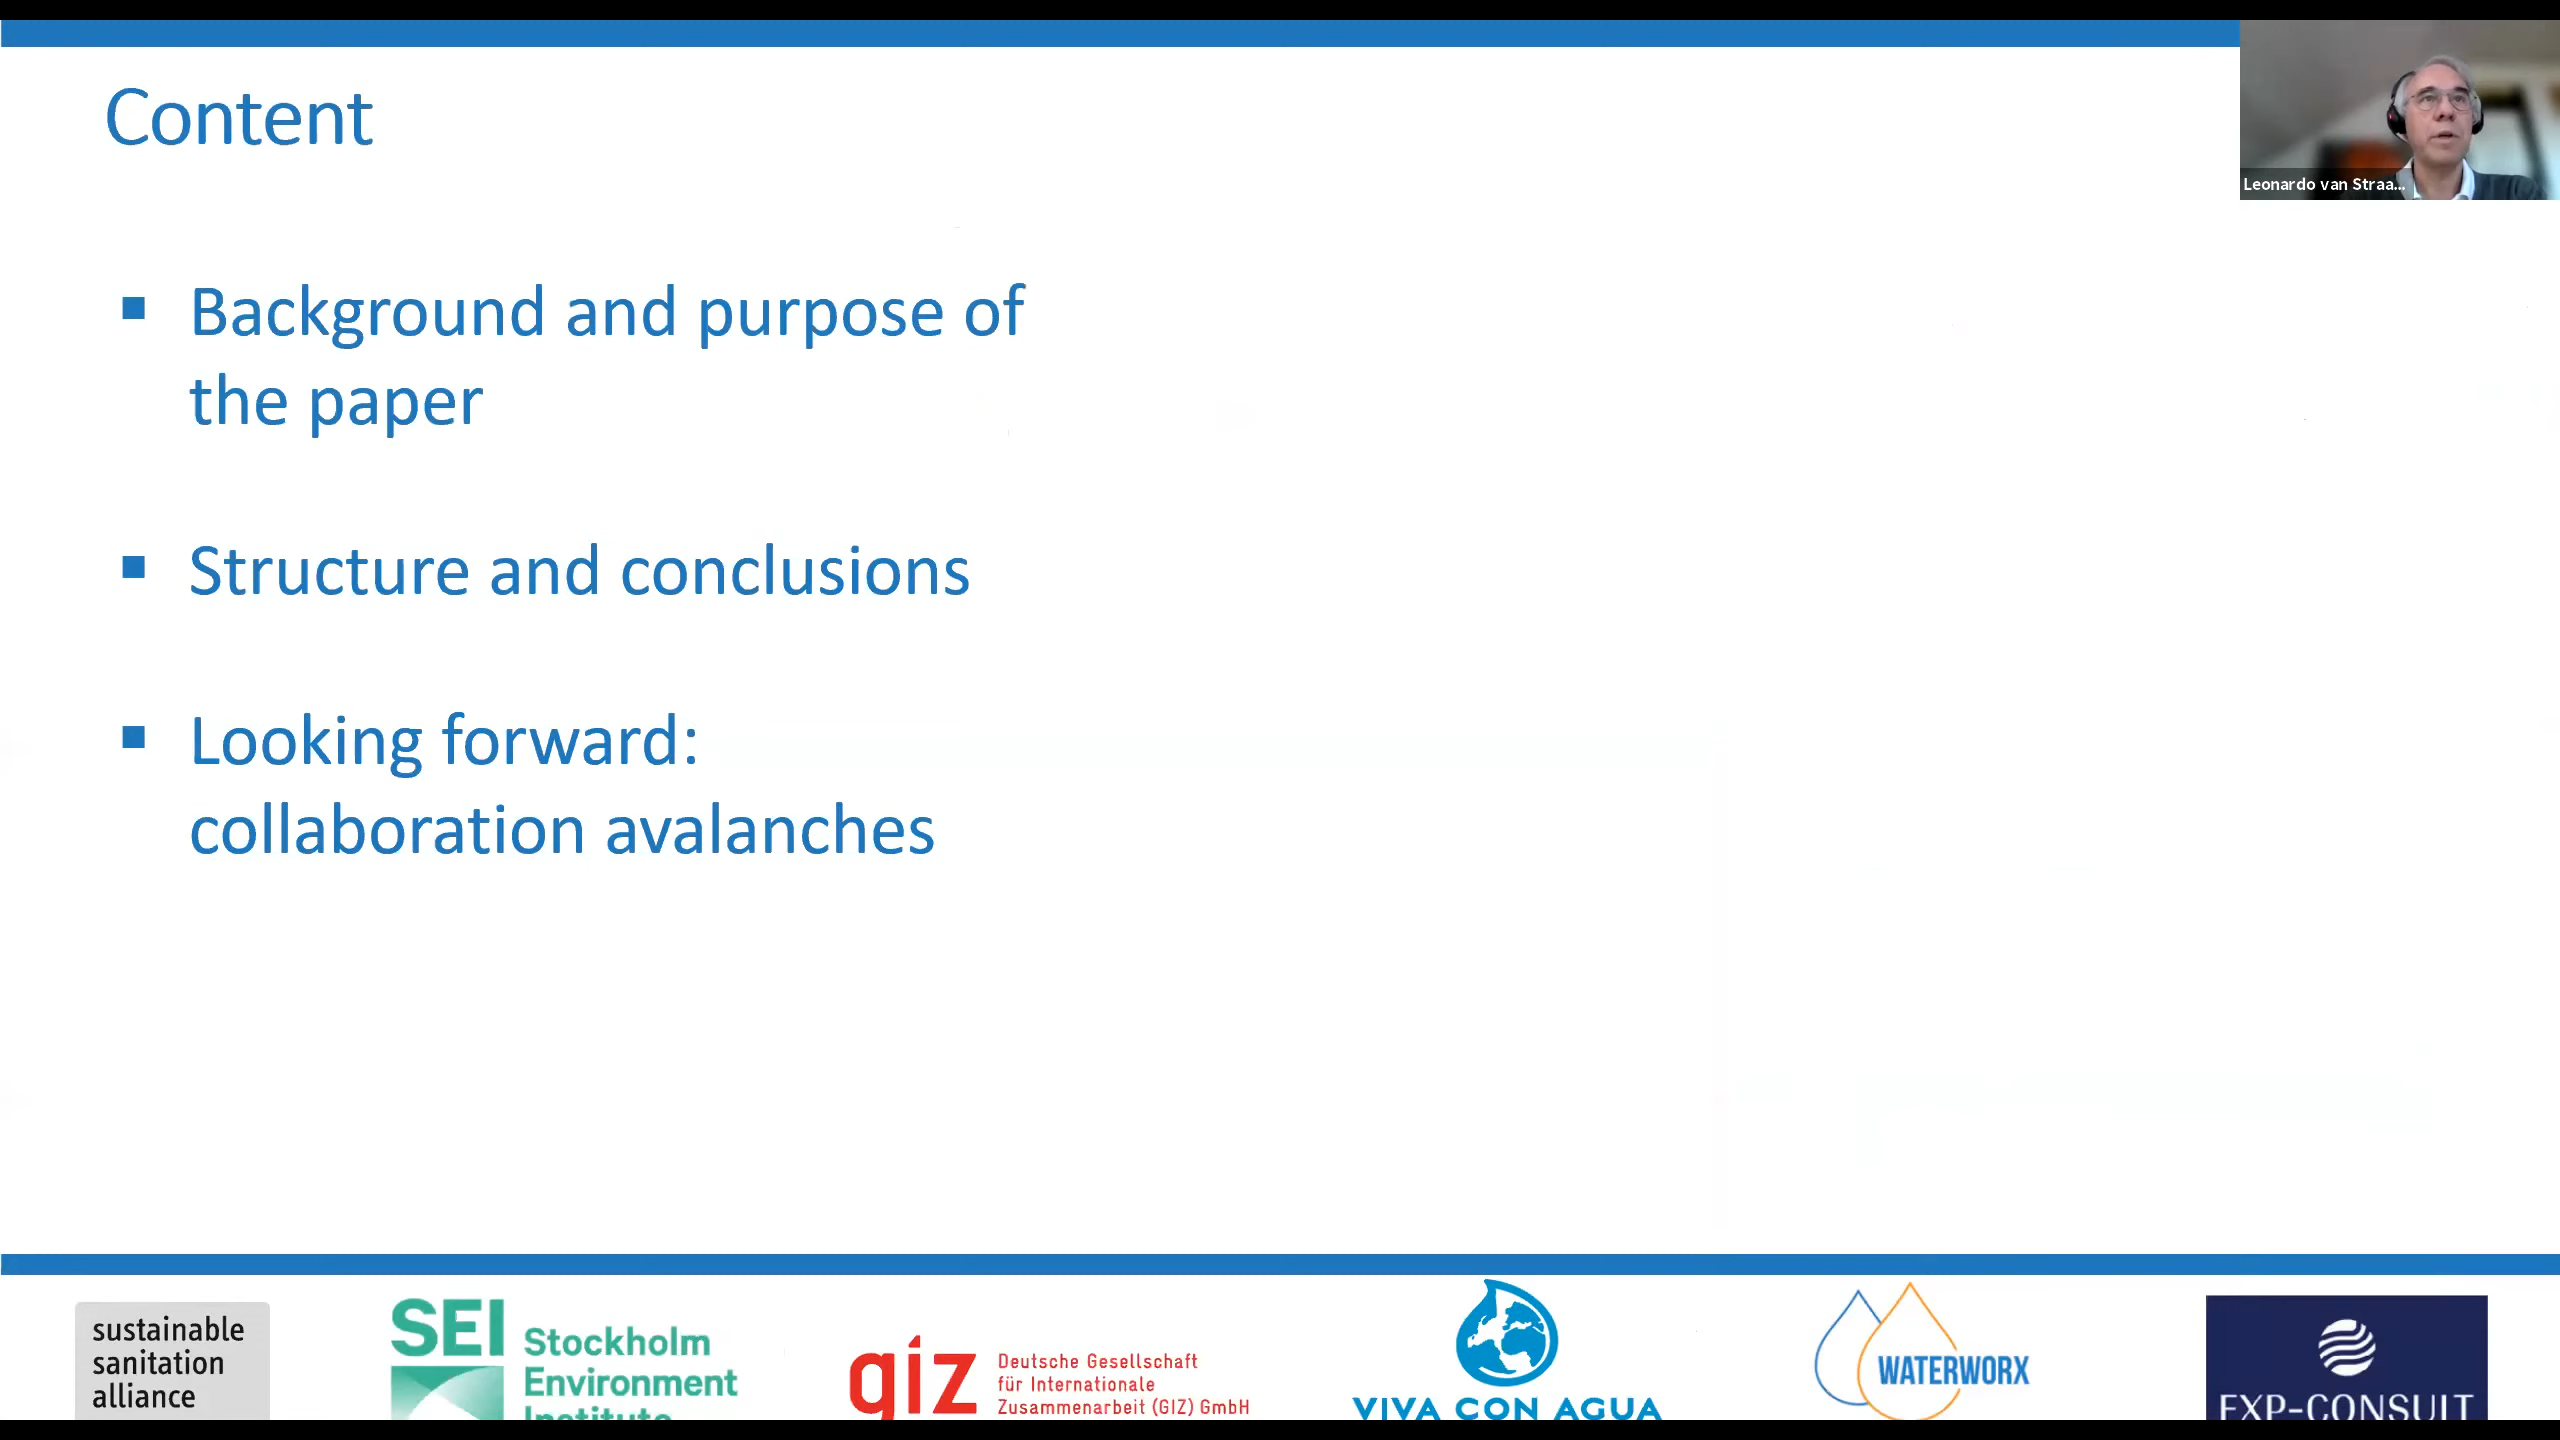 Content
Leonardo van Straa...
Background and purpose of
the paper
Structure and conclusions
Looking forward:
collaboration avalanches
sustainable
sanitation
alliance
SEI Stockholm
Environment
Institute
giz Deutsche Gesellschaft
für Internationale
Zusammenarbeit (GIZ) GmbH
VIVA CON AGUA
WATERWORX
EXP-CONSULT